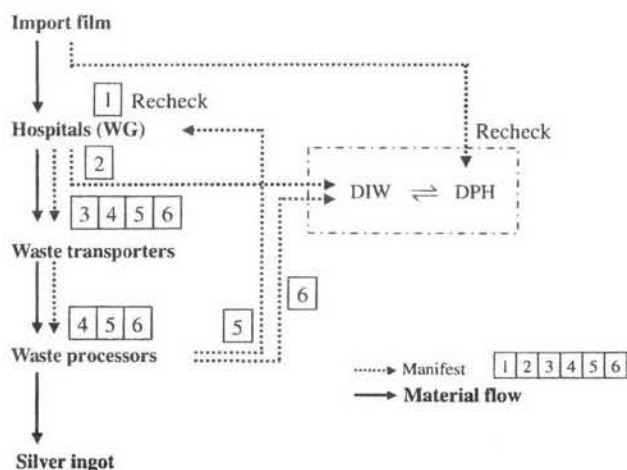 Import film
1 Recheck
Hospitals (WG)
Recheck
2
DIW ⇌ DPH
3 4 5 6
Waste transporters
6
4 5 6
5
Waste processors
Manifest 1 2 3 4 5 6
Material flow
Silver ingot